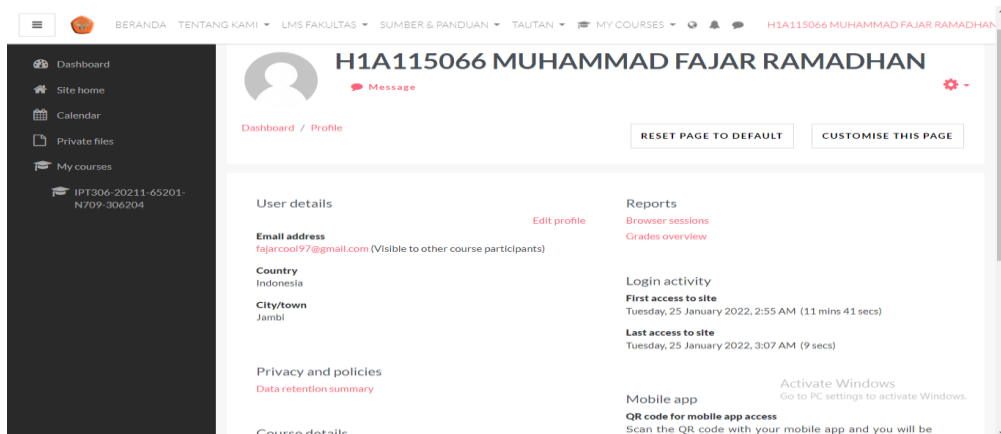 BERANDA TENTANG KAMI LMS FAKULTAS SUMBER & PANDUAN TAUTAN MY COURSES H1A115066 MUHAMMAD FAJAR RAMADHAN
Dashboard
Site home
Calendar
Private files
My courses
IPT306-20211-65201-
N709-306204
H1A115066 MUHAMMAD FAJAR RAMADHAN
Message
Dashboard / Profile
RESET PAGE TO DEFAULT CUSTOMISE THIS PAGE
User details
Edit profile
Email address
fajarcool97@gmail.com (Visible to other course participants)
Country
Indonesia
City/town
Jambi
Privacy and policies
Data retention summary
Course details
Reports
Browser sessions
Grades overview
Login activity
First access to site
Tuesday, 25 January 2022, 2:55 AM (11 mins 41 secs)
Last access to site
Tuesday, 25 January 2022, 3:07 AM (9 secs)
Mobile app
QR code for mobile app access
Scan the QR code with your mobile app and you will be
Activate Windows
Go to PC settings to activate Windows.